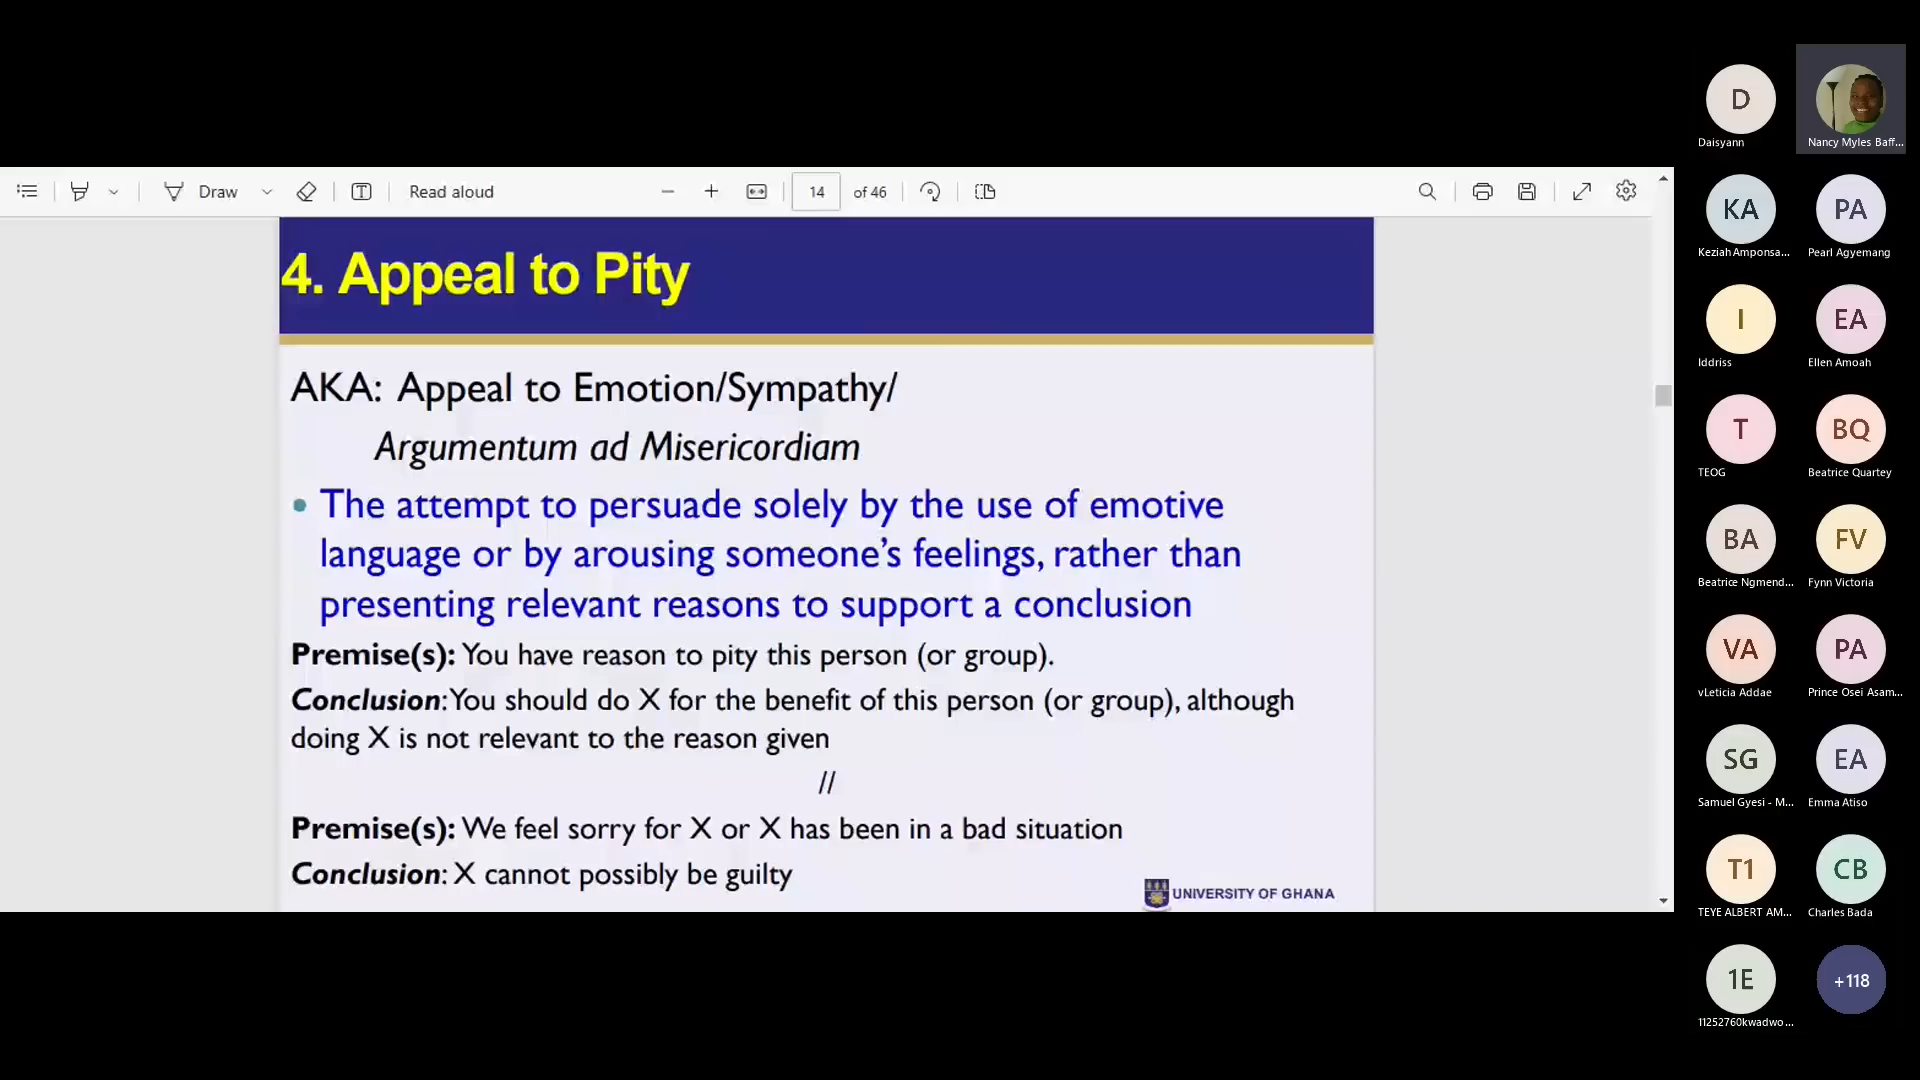 Draw
Read aloud
14 of 46
4. Appeal to Pity
AKA: Appeal to Emotion/Sympathy/
Argumentum ad Misericordiam
• The attempt to persuade solely by the use of emotive
language or by arousing someone's feelings, rather than
presenting relevant reasons to support a conclusion
Premise(s): You have reason to pity this person (or group).
Conclusion: You should do X for the benefit of this person (or group), although
doing X is not relevant to the reason given
//
Premise(s): We feel sorry for X or X has been in a bad situation
Conclusion: X cannot possibly be guilty
UNIVERSITY OF GHANA
D
Daisyann
Nancy Myles Baff...
KA
Keziah Amponsa...
PA
Pearl Agyemang
I
Iddriss
EA
Ellen Amoah
T
TEOG
BQ
Beatrice Quartey
BA
Beatrice Ngmend...
FV
Fynn Victoria
VA
vLeticia Addae
PA
Prince Osei Asam...
SG
Samuel Gyesi - M...
EA
Emma Atiso
T1
TEYE ALBERT AM...
CB
Charles Bada
1E
11252760kwadwo...
+118